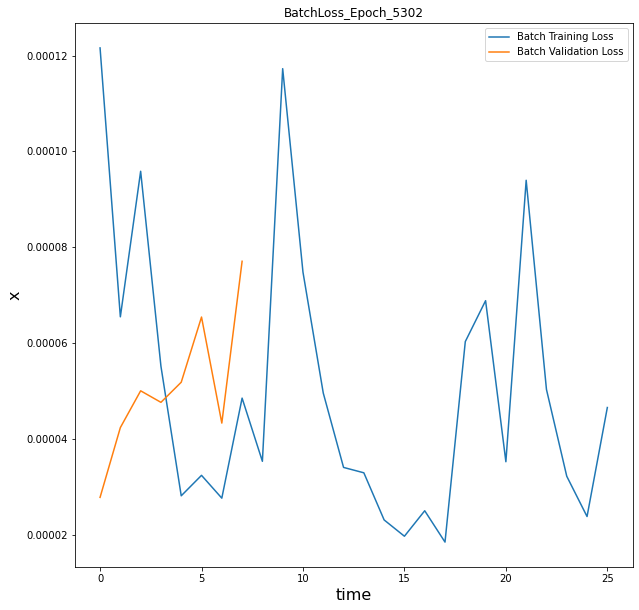 BatchLoss_Epoch_5302
Batch Training Loss
Batch Validation Loss
0.00012
0.00010
0.00008
0.00006
0.00004
0.00002
x
0 5 10 15 20 25
time